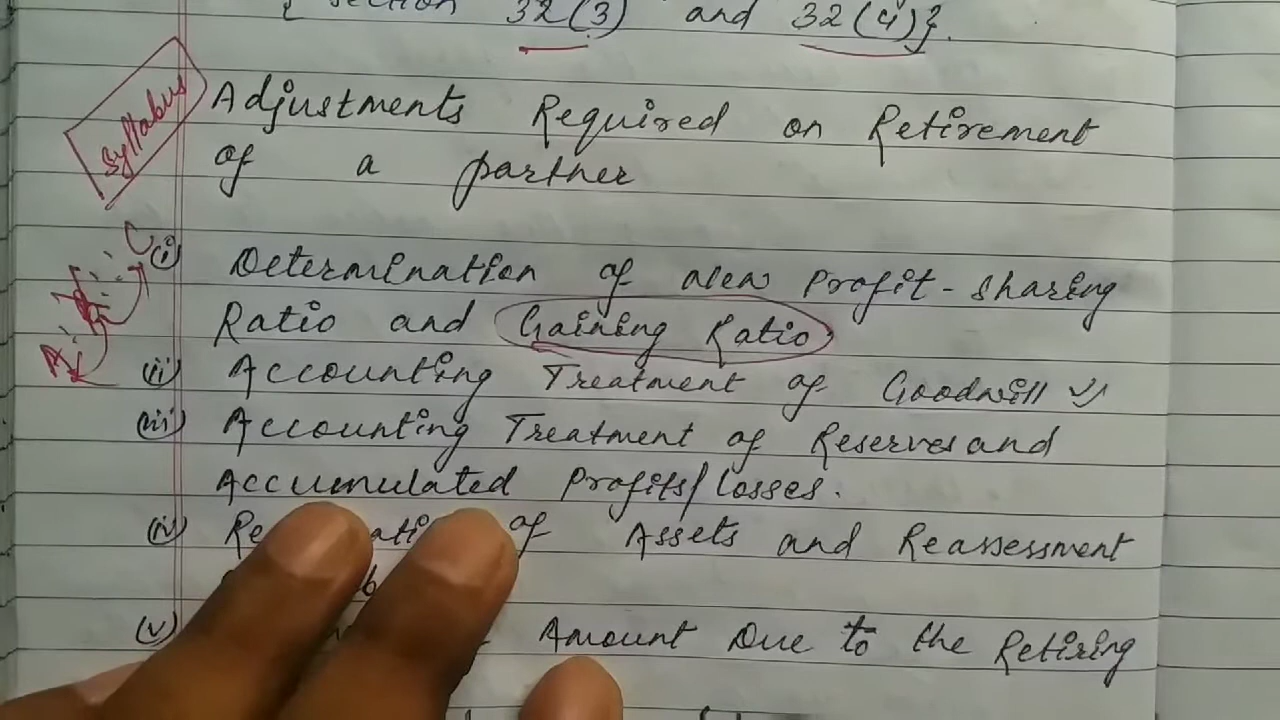 { Section 32(3) and 32(4)}.
Syllabus
Adjustments Required on Retirement
of a partner
(i) Determination of New Profit-sharing
Ratio and Gaining Ratio
(ii) Accounting Treatment of Goodwill
(iii) Accounting Treatment of Reserves and
Accumulated Profits/Losses.
(iv) of Assets and Reassessment
(v) Amount Due to the Retiring